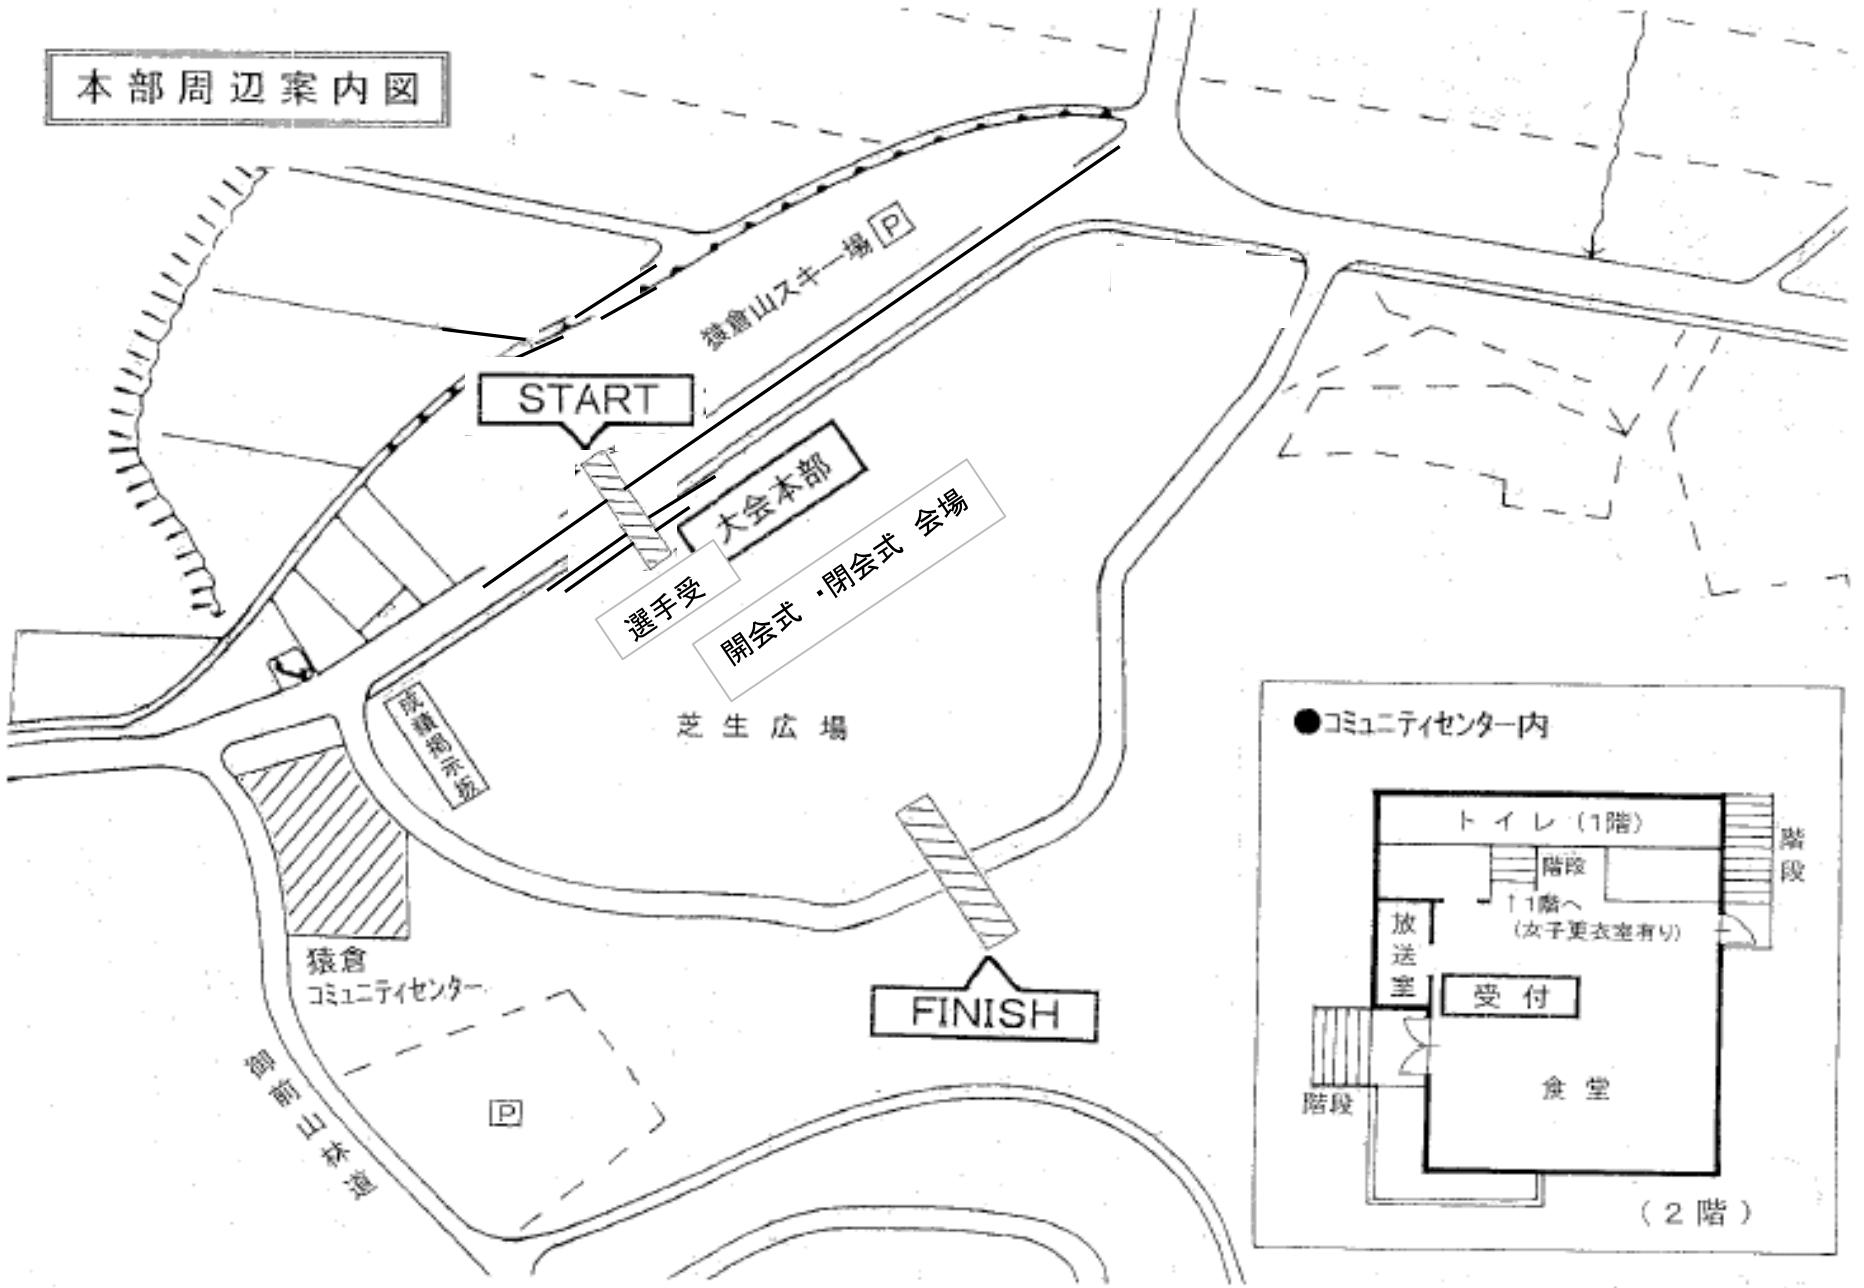 本部周辺案内図
猿倉山スキー場 P
START
大会本部
選手受
開会式・閉会式 会場
成績掲示板
芝生広場
FINISH
猿倉
コミュニティセンター
御前山林道
P
●コミュニティセンター内
トイレ(1階)
階段
階段
↑1階へ
(女子更衣室有り)
放送室
受付
階段
食堂
(2階)